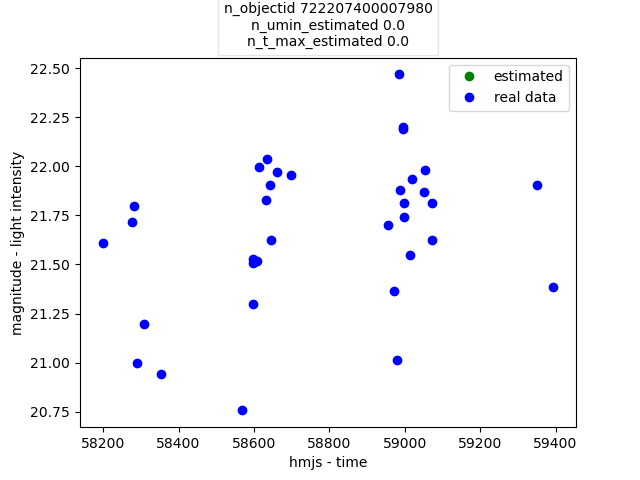 n_objectid 722207400007980
n_umin_estimated 0.0
n_t_max_estimated 0.0
estimated
real data
magnitude - light intensity
22.50
22.25
22.00
21.75
21.50
21.25
21.00
20.75
58200 58400 58600 58800 59000 59200 59400
hmjs - time